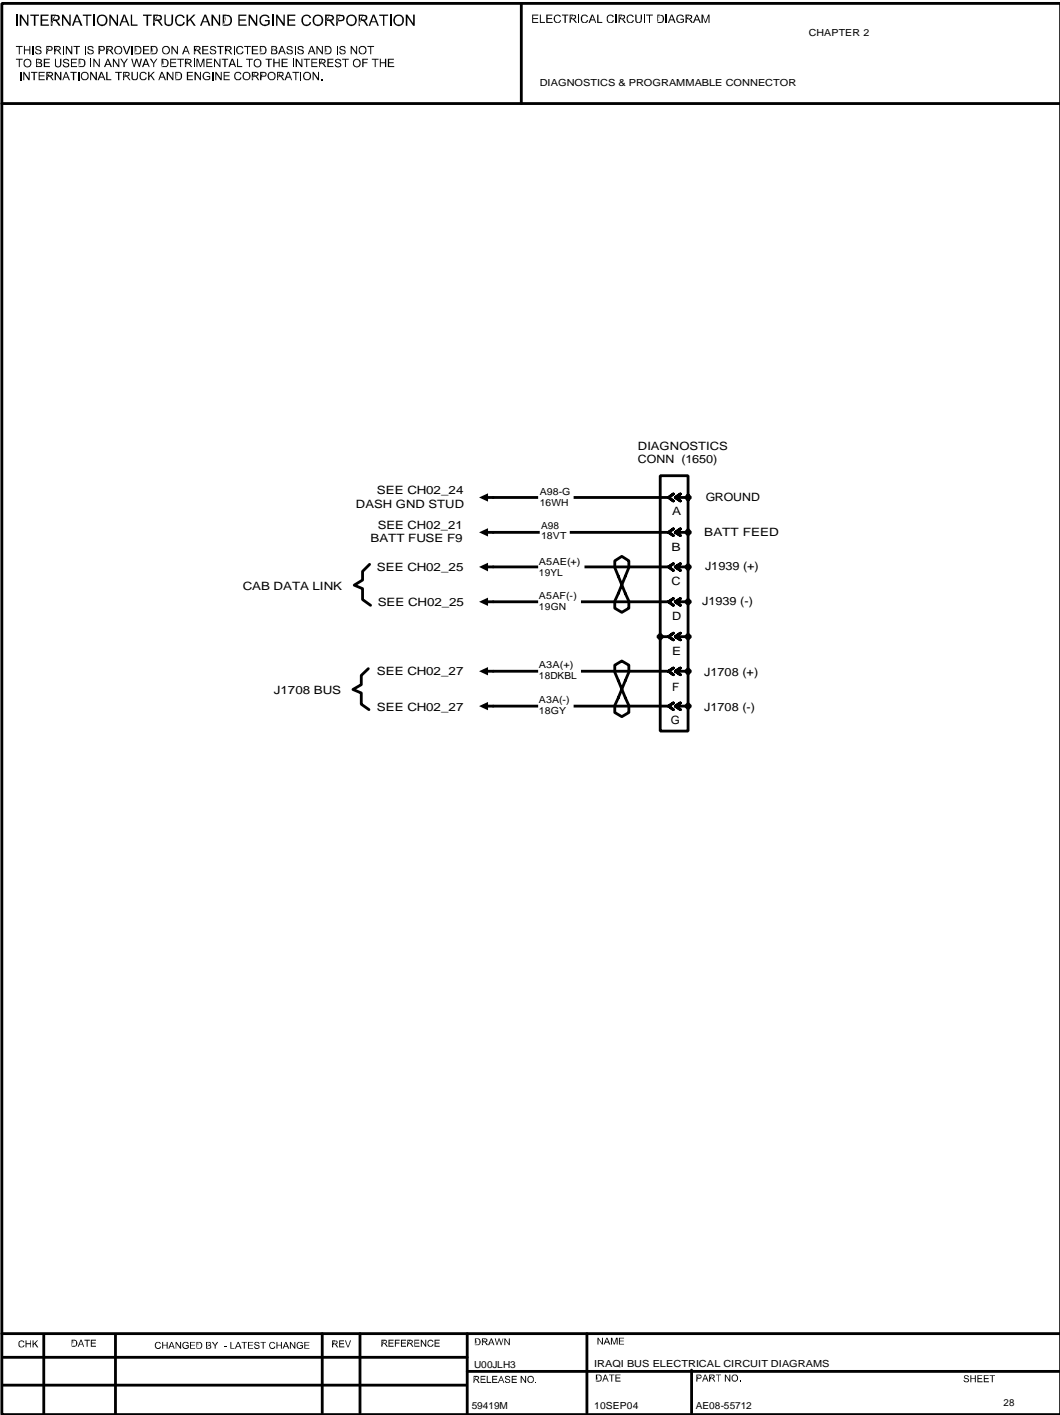 INTERNATIONAL TRUCK AND ENGINE CORPORATION
THIS PRINT IS PROVIDED ON A RESTRICTED BASIS AND IS NOT
TO BE USED IN ANY WAY DETRIMENTAL TO THE INTEREST OF THE
INTERNATIONAL TRUCK AND ENGINE CORPORATION.
ELECTRICAL CIRCUIT DIAGRAM
CHAPTER 2
DIAGNOSTICS & PROGRAMMABLE CONNECTOR
DIAGNOSTICS
CONN (1650)
SEE CH02_24
DASH GND STUD
A98-G
16WH
A
GROUND
SEE CH02_21
BATT FUSE F9
A98
18VT
B
BATT FEED
CAB DATA LINK
SEE CH02_25
A5AE(+)
19YL
C
J1939 (+)
SEE CH02_25
A5AF(-)
19GN
D
J1939 (-)
E
J1708 BUS
SEE CH02_27
A3A(+)
18DKBL
F
J1708 (+)
SEE CH02_27
A3A(-)
18GY
G
J1708 (-)
CHK DATE CHANGED BY - LATEST CHANGE REV REFERENCE
DRAWN
U00JLH3
NAME
IRAQI BUS ELECTRICAL CIRCUIT DIAGRAMS
RELEASE NO.
59419M
DATE
10SEP04
PART NO.
AE08-55712
SHEET
28